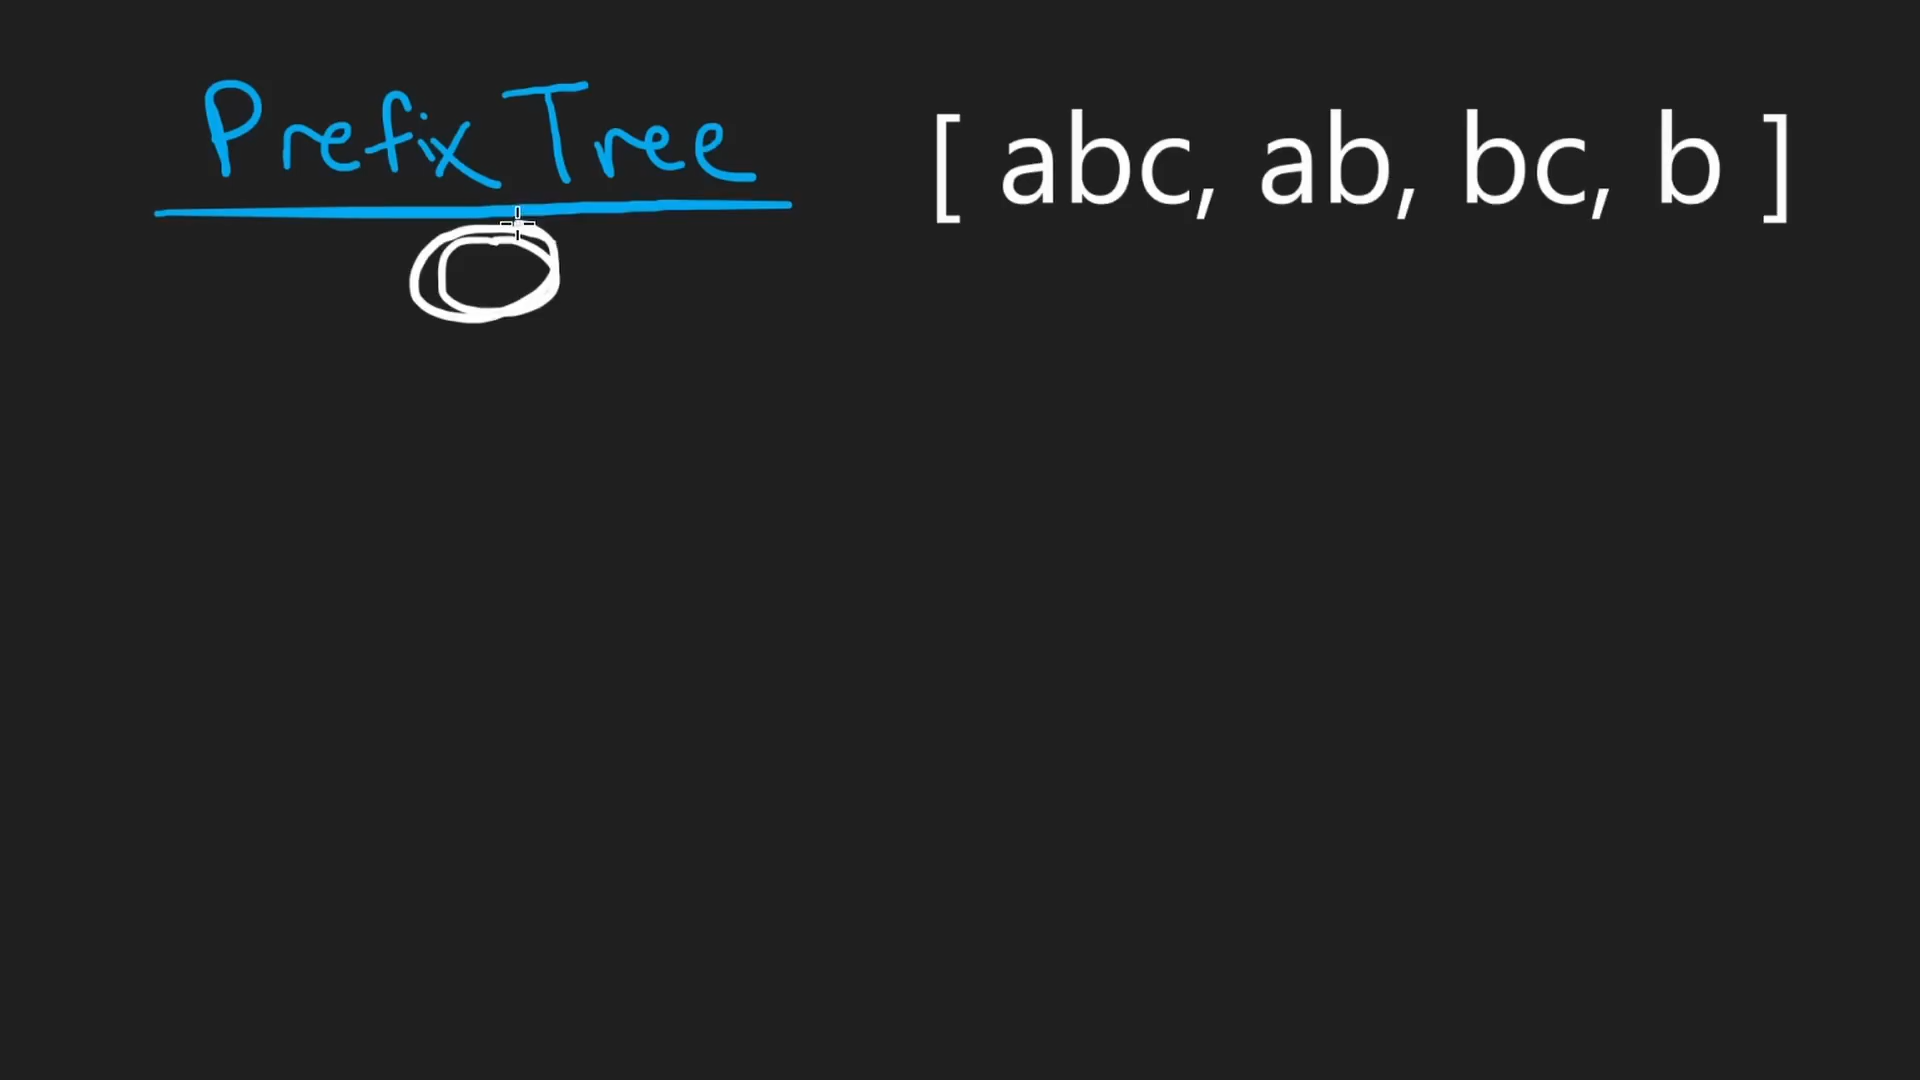 Prefix Tree
[ abc, ab, bc, b ]